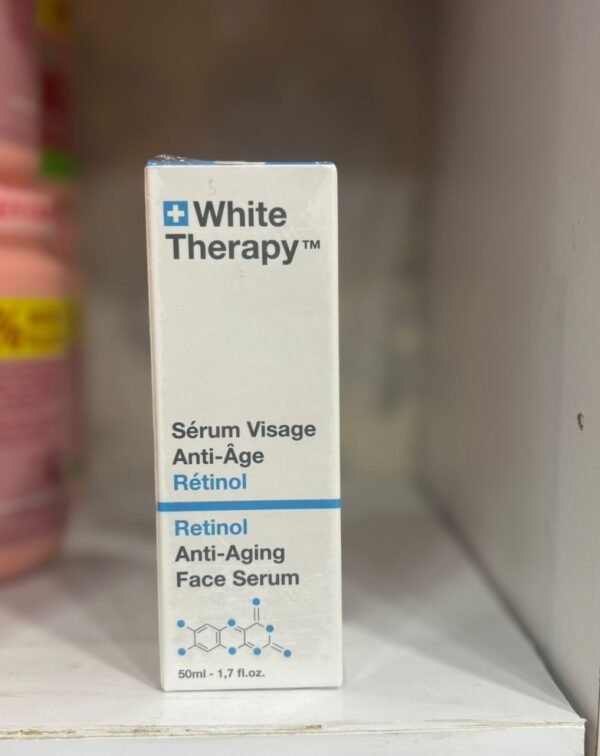 White
Therapy™
Sérum Visage
Anti-Âge
Rétinol
Retinol
Anti-Aging
Face Serum
50ml - 1,7 fl.oz.